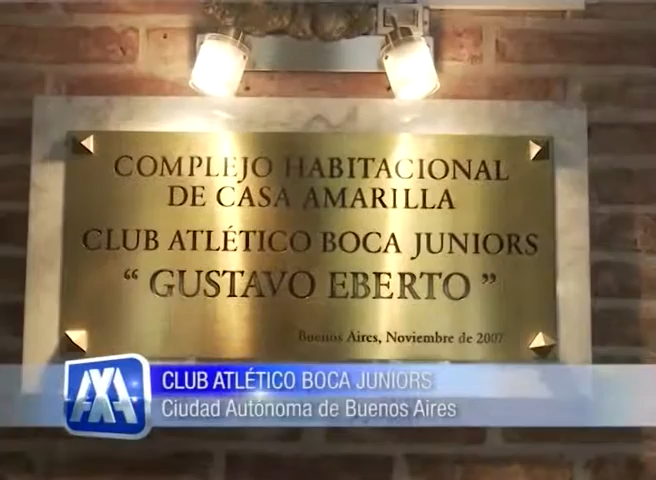 COMPLEJO HABITACIONAL
DE CASA AMARILLA
CLUB ATLÉTICO BOCA JUNIORS
“ GUSTAVO EBERTO ”
Buenos Aires, Noviembre de 2007
AXA
CLUB ATLÉTICO BOCA JUNIORS
Ciudad Autónoma de Buenos Aires